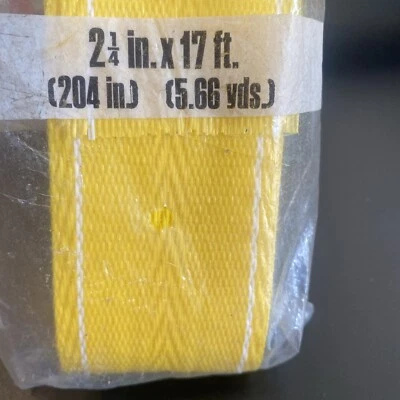 2¼ in. x 17 ft.
(204 in.) (5.66 yds.)